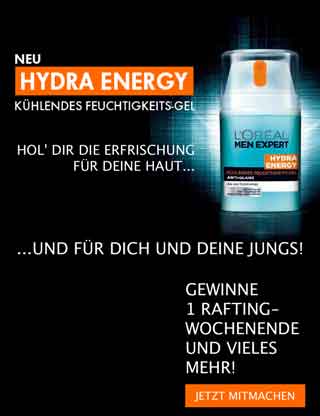 NEU
HYDRA ENERGY
KÜHLENDES FEUCHTIGKEITS-GEL
HOL' DIR DIE ERFRISCHUNG
FÜR DEINE HAUT...
L'ORÉAL
MEN EXPERT
HYDRA
ENERGY
ANTI-GLANZ
...UND FÜR DICH UND DEINE JUNGS!
GEWINNE
1 RAFTING-
WOCHENENDE
UND VIELES
MEHR!
JETZT MITMACHEN